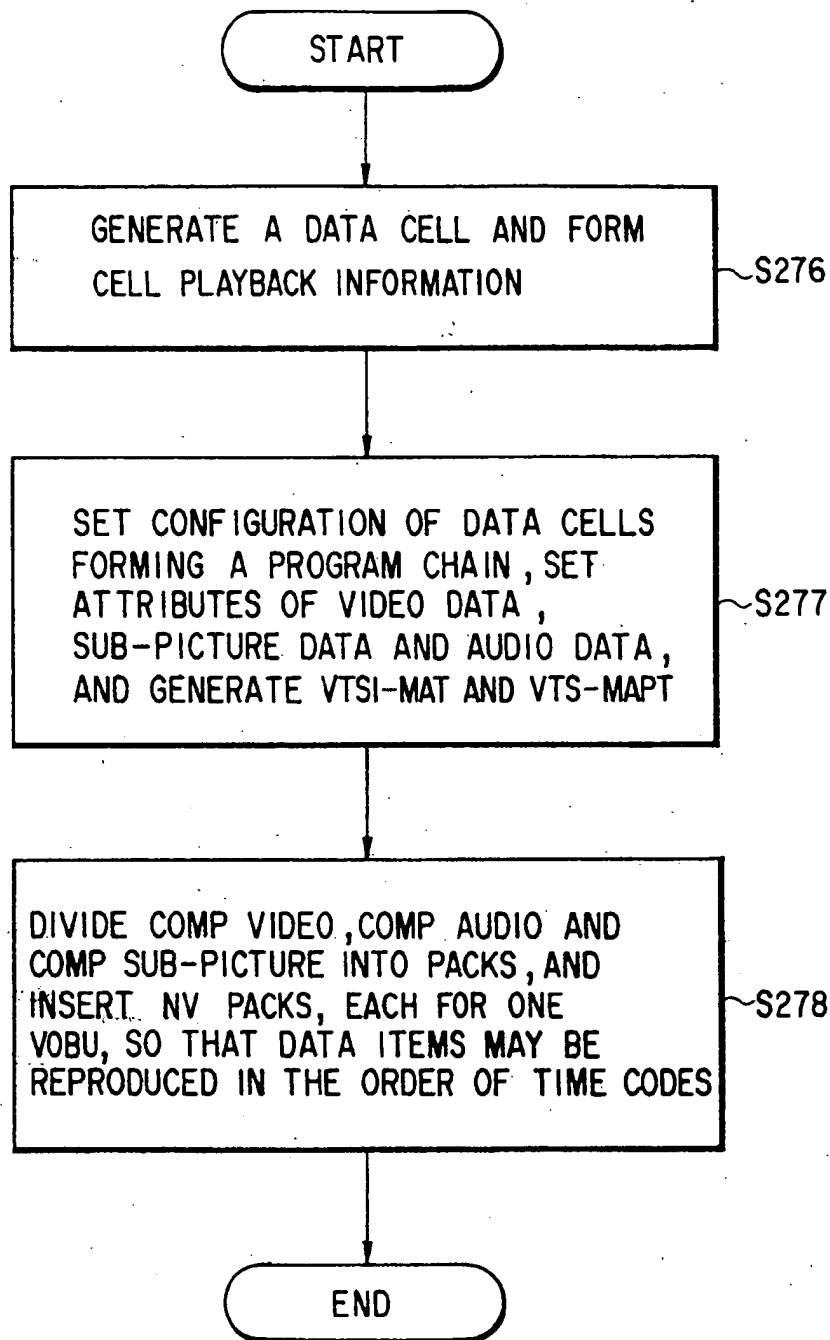 START
GENERATE A DATA CELL AND FORM
CELL PLAYBACK INFORMATION
~S276
SET CONFIGURATION OF DATA CELLS
FORMING A PROGRAM CHAIN, SET
ATTRIBUTES OF VIDEO DATA,
SUB-PICTURE DATA AND AUDIO DATA,
AND GENERATE VTSI-MAT AND VTS-MAPT
~S277
DIVIDE COMP VIDEO, COMP AUDIO AND
COMP SUB-PICTURE INTO PACKS, AND
INSERT NV PACKS, EACH FOR ONE
VOBU, SO THAT DATA ITEMS MAY BE
REPRODUCED IN THE ORDER OF TIME CODES
~S278
END